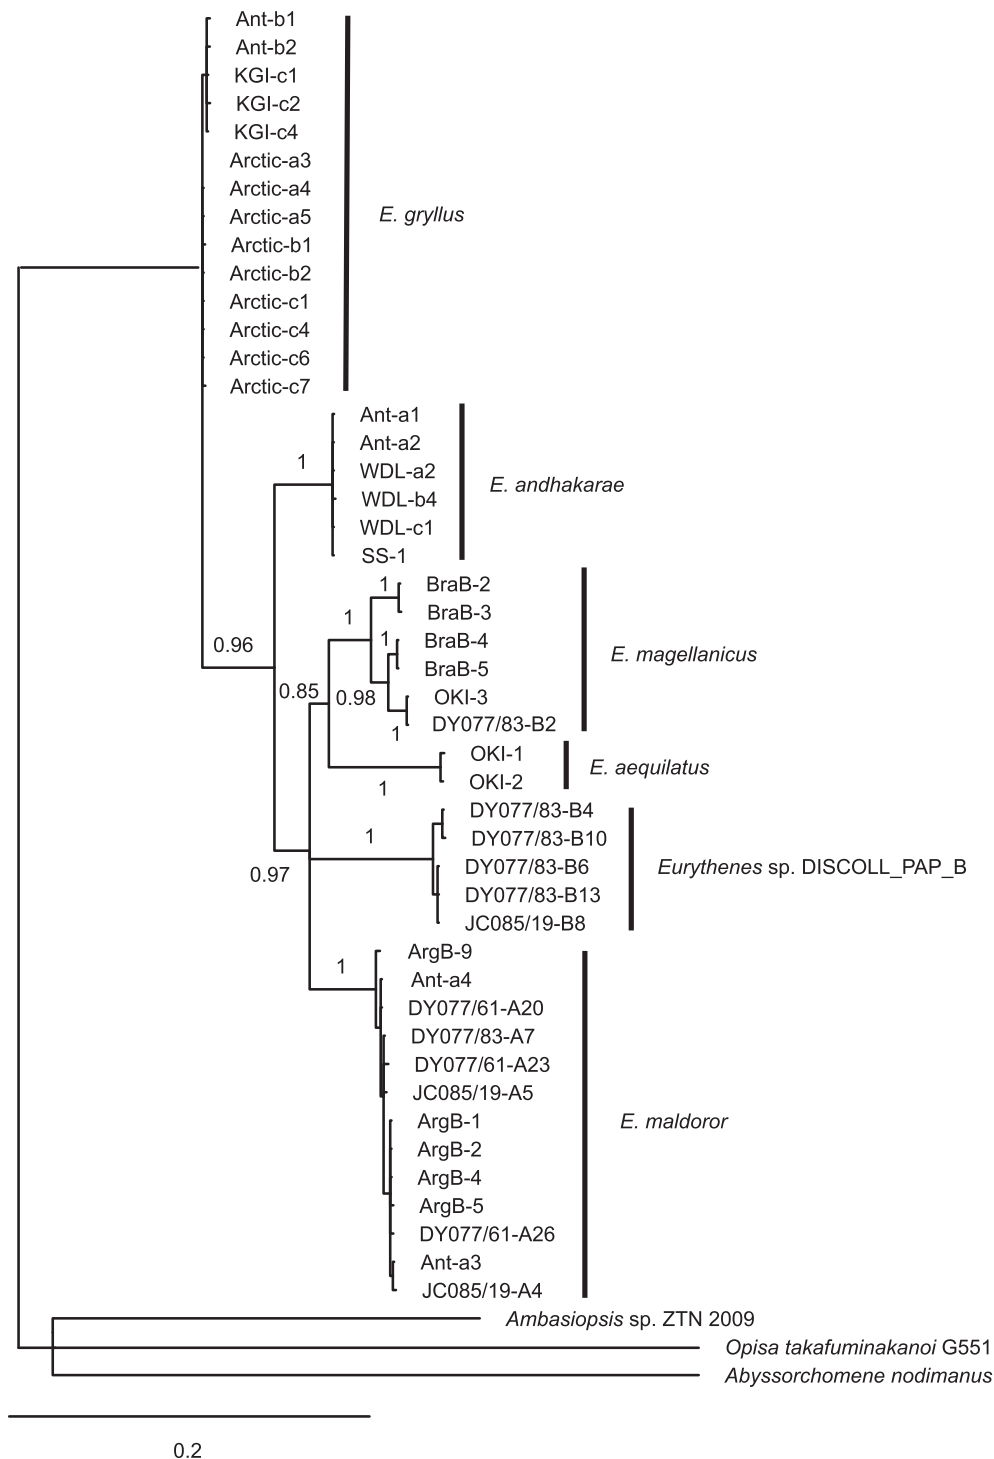 Ant-b1
Ant-b2
KGI-c1
KGI-c2
KGI-c4
Arctic-a3
Arctic-a4
Arctic-a5
E. gryllus
Arctic-b1
Arctic-b2
Arctic-c1
Arctic-c4
Arctic-c6
Arctic-c7
Ant-a1
Ant-a2
1
WDL-a2
E. andhakarae
WDL-b4
WDL-c1
SS-1
1
BraB-2
BraB-3
1
1
BraB-4
0.96
E. magellanicus
BraB-5
0.85
0.98
OKI-3
DY077/83-B2
1
OKI-1
E. aequilatus
OKI-2
1
DY077/83-B4
1
DY077/83-B10
DY077/83-B6
Eurythenes sp. DISCOLL_PAP_B
0.97
DY077/83-B13
JC085/19-B8
ArgB-9
1
Ant-a4
DY077/61-A20
DY077/83-A7
DY077/61-A23
JC085/19-A5
ArgB-1
E. maldoror
ArgB-2
ArgB-4
ArgB-5
DY077/61-A26
Ant-a3
JC085/19-A4
Ambasiopsis sp. ZTN 2009
Opisa takafuminakanoi G551
Abyssorchomene nodimanus
0.2